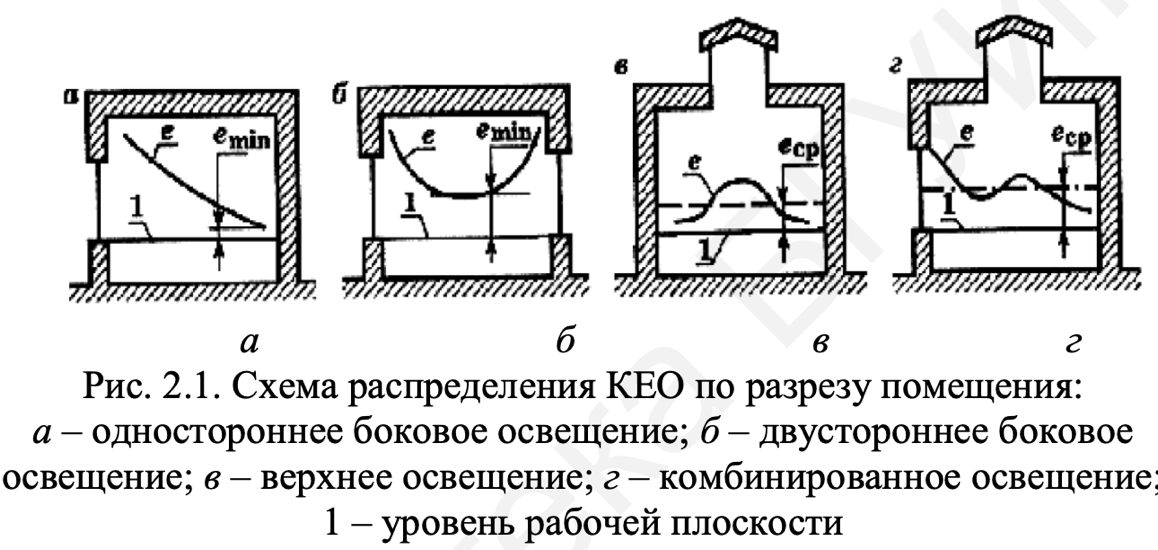 а б в г
e e_min e e_min e e_ср e e_ср
1 1 1 1
а б в г
Рис. 2.1. Схема распределения КЕО по разрезу помещения:
а – одностороннее боковое освещение; б – двустороннее боковое
освещение; в – верхнее освещение; г – комбинированное освещение;
1 – уровень рабочей плоскости